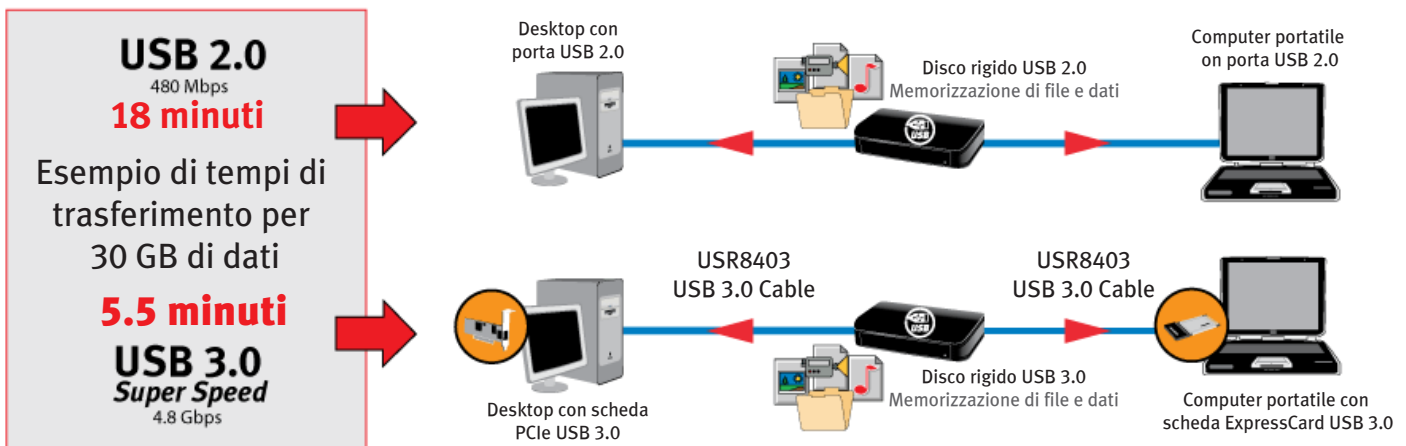 USB 2.0
480 Mbps
18 minuti
Esempio di tempi di
trasferimento per
30 GB di dati
5.5 minuti
USB 3.0
Super Speed
4.8 Gbps
Desktop con
porta USB 2.0
Disco rigido USB 2.0
Memorizzazione di file e dati
USB
Computer portatile
on porta USB 2.0
USR8403
USB 3.0 Cable
USR8403
USB 3.0 Cable
USB
Disco rigido USB 3.0
Memorizzazione di file e dati
Desktop con scheda
PCIe USB 3.0
Computer portatile con
scheda ExpressCard USB 3.0